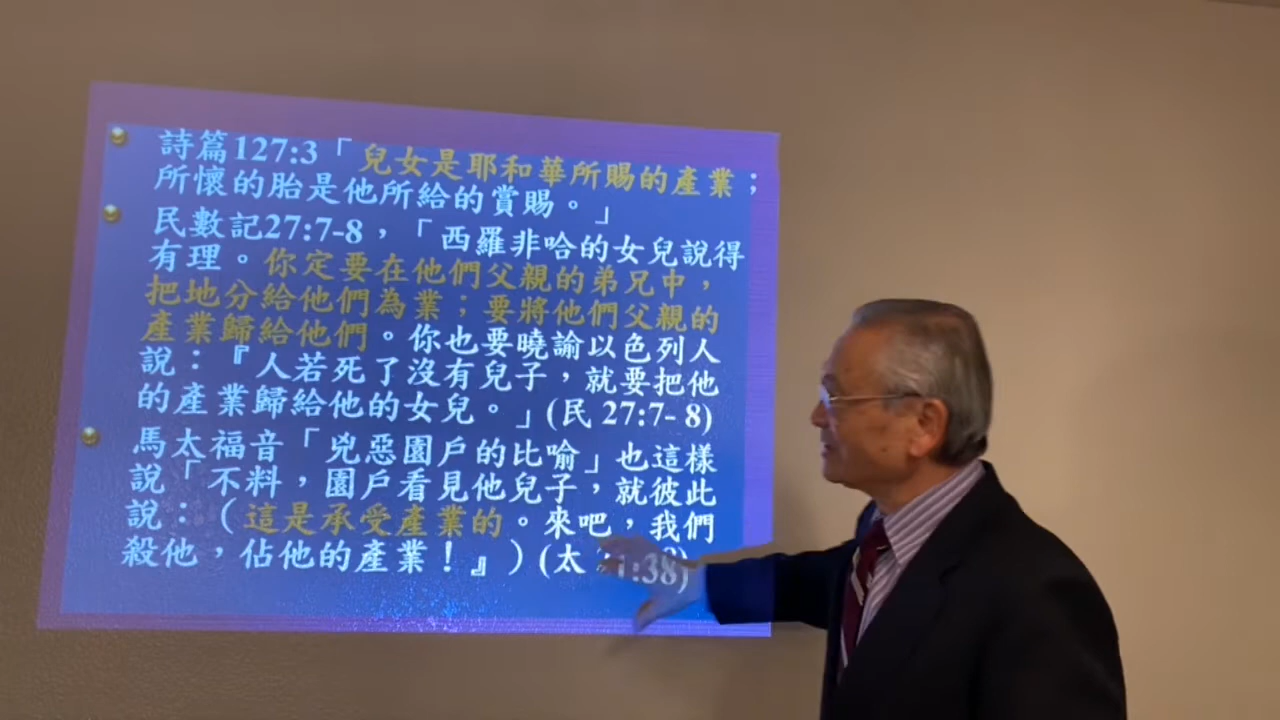 詩篇127:3「兒女是耶和華所賜的產業；
所懷的胎是他所給的賞賜。」
民數記27:7-8，「西羅非哈的女兒說得
有理。你定要在他們父親的弟兄中，
把地分給他們為業；要將他們父親的
產業歸給他們。你也要曉諭以色列人
說：『人若死了沒有兒子，就要把他
的產業歸給他的女兒。」(民 27:7- 8)
馬太福音「兇惡園戶的比喻」也這樣
說「不料，園戶看見他兒子，就彼此
說：（這是承受產業的。來吧，我們
殺他，佔他的產業！』）(太 21:38)